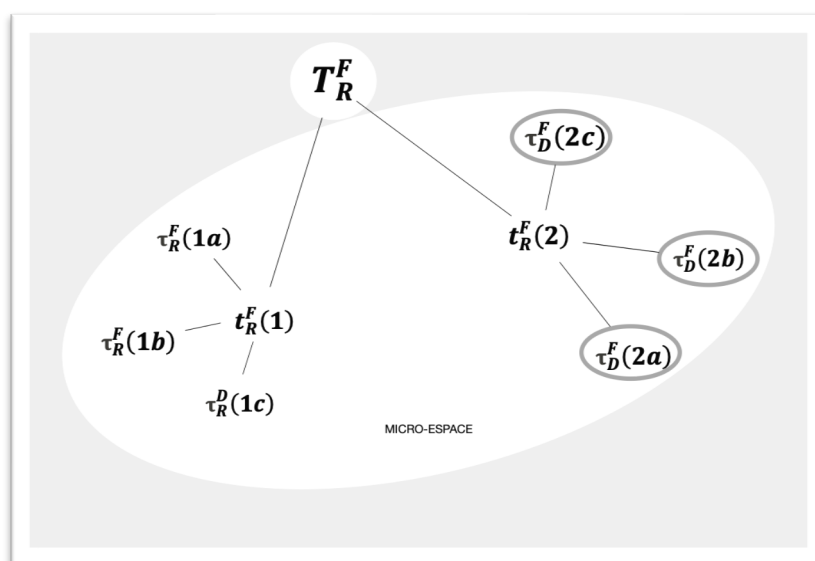 T_R^F
τ_D^F(2c)
τ_R^F(1a)
t_R^F(2)
τ_D^F(2b)
t_R^F(1)
τ_R^F(1b)
τ_D^F(2a)
τ_R^D(1c)
MICRO-ESPACE